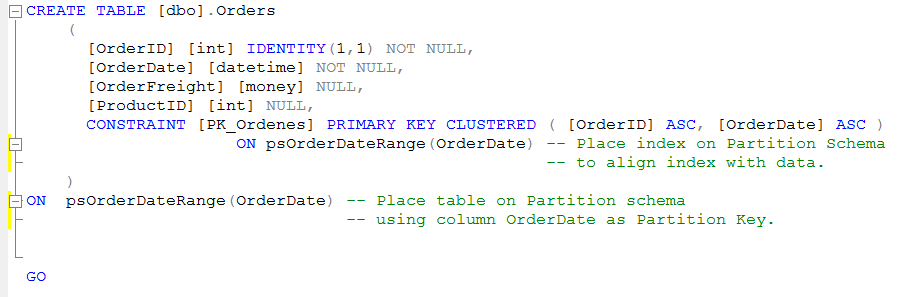 CREATE TABLE [dbo].Orders
(
[OrderID] [int] IDENTITY(1,1) NOT NULL,
[OrderDate] [datetime] NOT NULL,
[OrderFreight] [money] NULL,
[ProductID] [int] NULL,
CONSTRAINT [PK_Ordenes] PRIMARY KEY CLUSTERED ( [OrderID] ASC, [OrderDate] ASC )
ON psOrderDateRange(OrderDate) -- Place index on Partition Schema
-- to align index with data.
)
ON psOrderDateRange(OrderDate) -- Place table on Partition schema
-- using column OrderDate as Partition Key.
GO